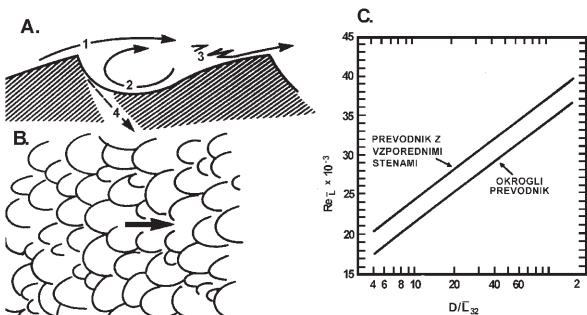 A.
1
2
3
4
B.
C.
45
40
35
30
25
20
15
Re L̅ × 10⁻³
PREVODNIK Z
VZPOREDNIMI
STENAMI
OKROGLI
PREVODNIK
4 6 8 10 20 40 60 2
D/L̅₃₂